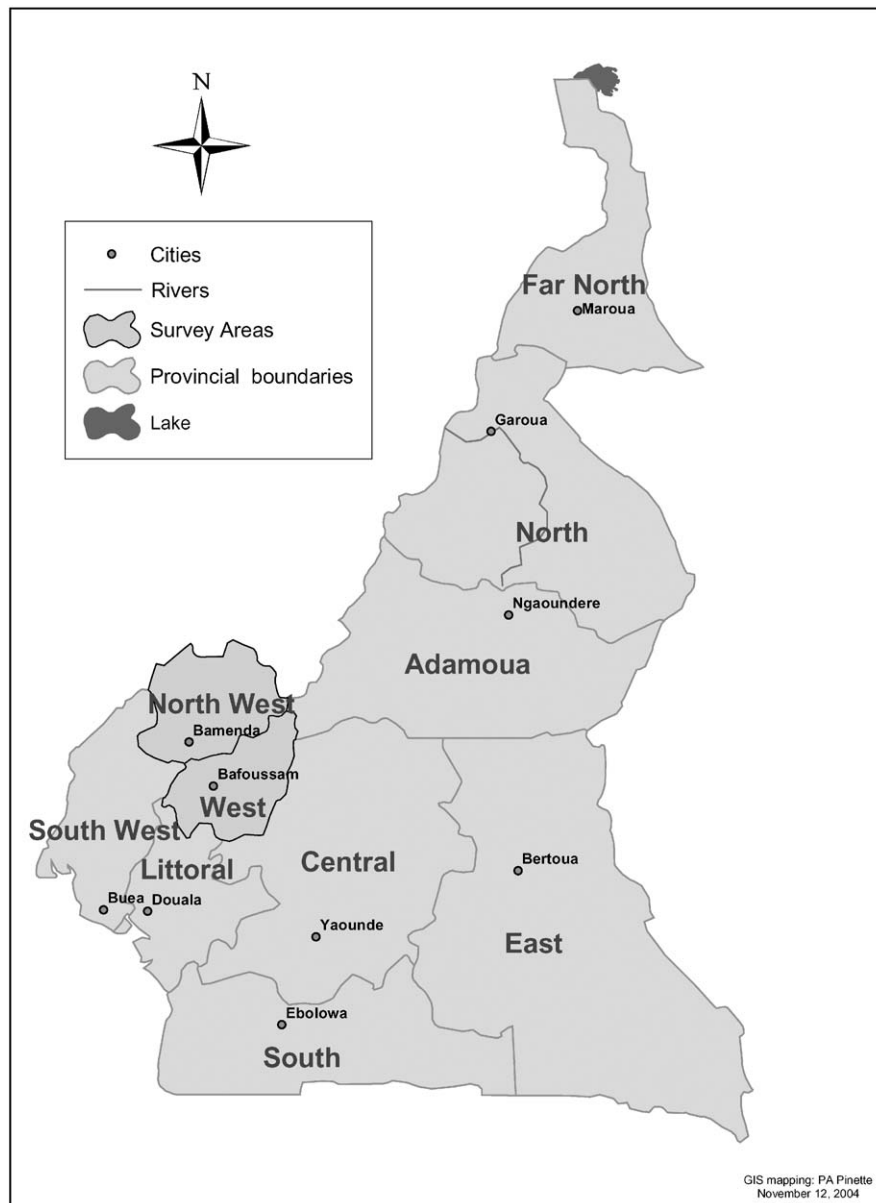 N
Cities
Rivers
Survey Areas
Provincial boundaries
Lake
Far North
Maroua
Garoua
North
Ngaoundere
Adamoua
North West
Bamenda
Bafoussam
West
South West
Littoral
Central
Bertoua
Buea
Douala
Yaounde
East
Ebolowa
South
GIS mapping: PA Pinette
November 12, 2004